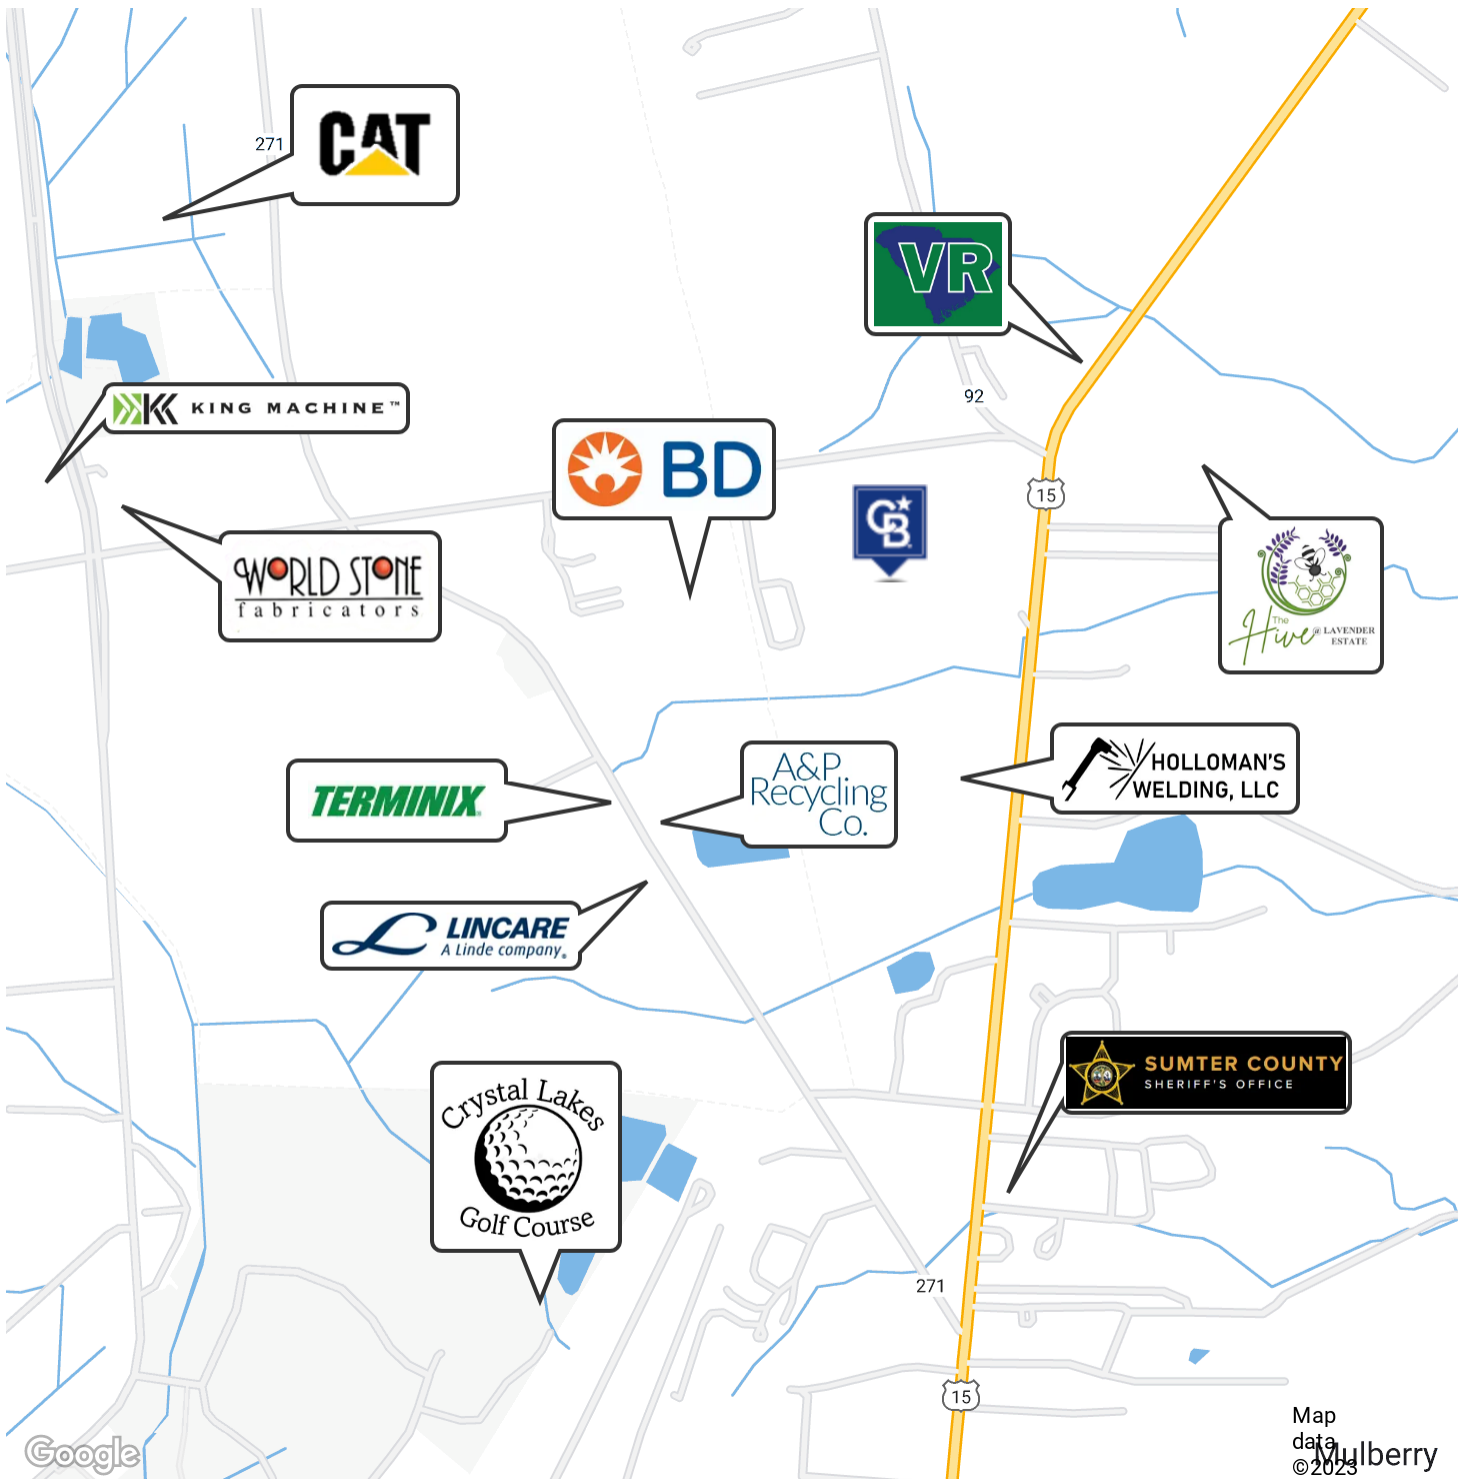 CAT
271
VR
KING MACHINE™
92
BD
15
CB
WORLD STONE
fabricators
The
Hive @ LAVENDER
ESTATE
TERMINIX
A&P
Recycling
Co.
HOLLOMAN'S
WELDING, LLC
LINCARE
A Linde company®
SUMTER COUNTY
SHERIFF'S OFFICE
Crystal Lakes
Golf Course
271
15
Google
Map
data
©2023
Mulberry